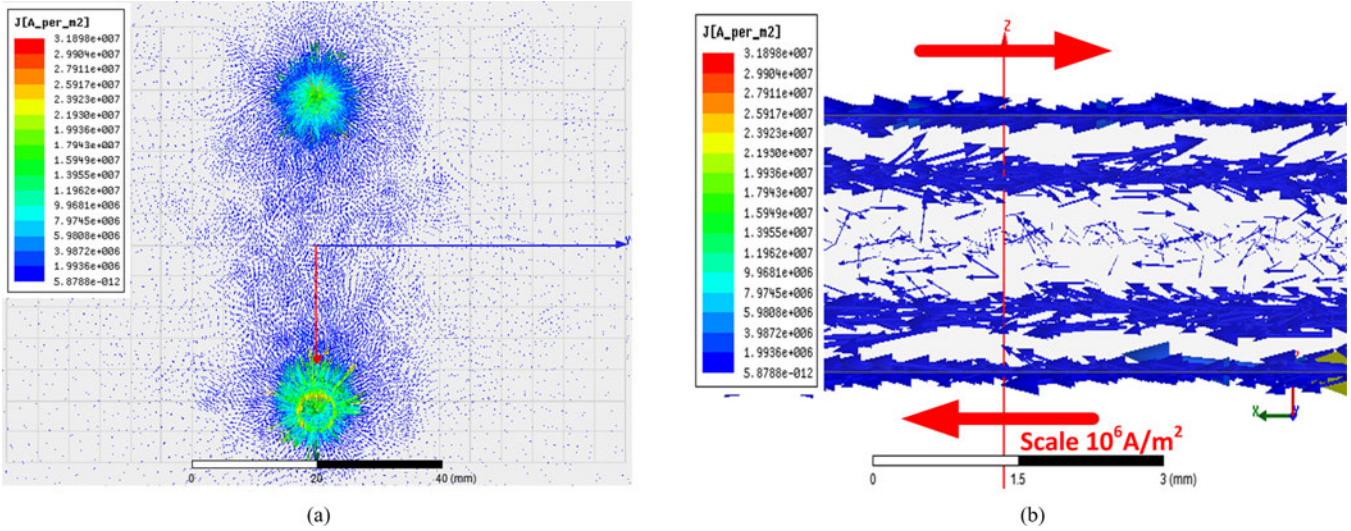 J[A_per_m2]
3.1898e+007
2.9904e+007
2.7911e+007
2.5917e+007
2.3923e+007
2.1930e+007
1.9936e+007
1.7943e+007
1.5949e+007
1.3955e+007
1.1962e+007
9.9681e+006
7.9745e+006
5.9808e+006
3.9872e+006
1.9936e+006
5.8788e-012
0 20 40 (mm)
(a)
J[A_per_m2]
3.1898e+007
2.9904e+007
2.7911e+007
2.5917e+007
2.3923e+007
2.1930e+007
1.9936e+007
1.7943e+007
1.5949e+007
1.3955e+007
1.1962e+007
9.9681e+006
7.9745e+006
5.9808e+006
3.9872e+006
1.9936e+006
5.8788e-012
Z
X Y
Scale 10⁶A/m²
0 1.5 3 (mm)
(b)